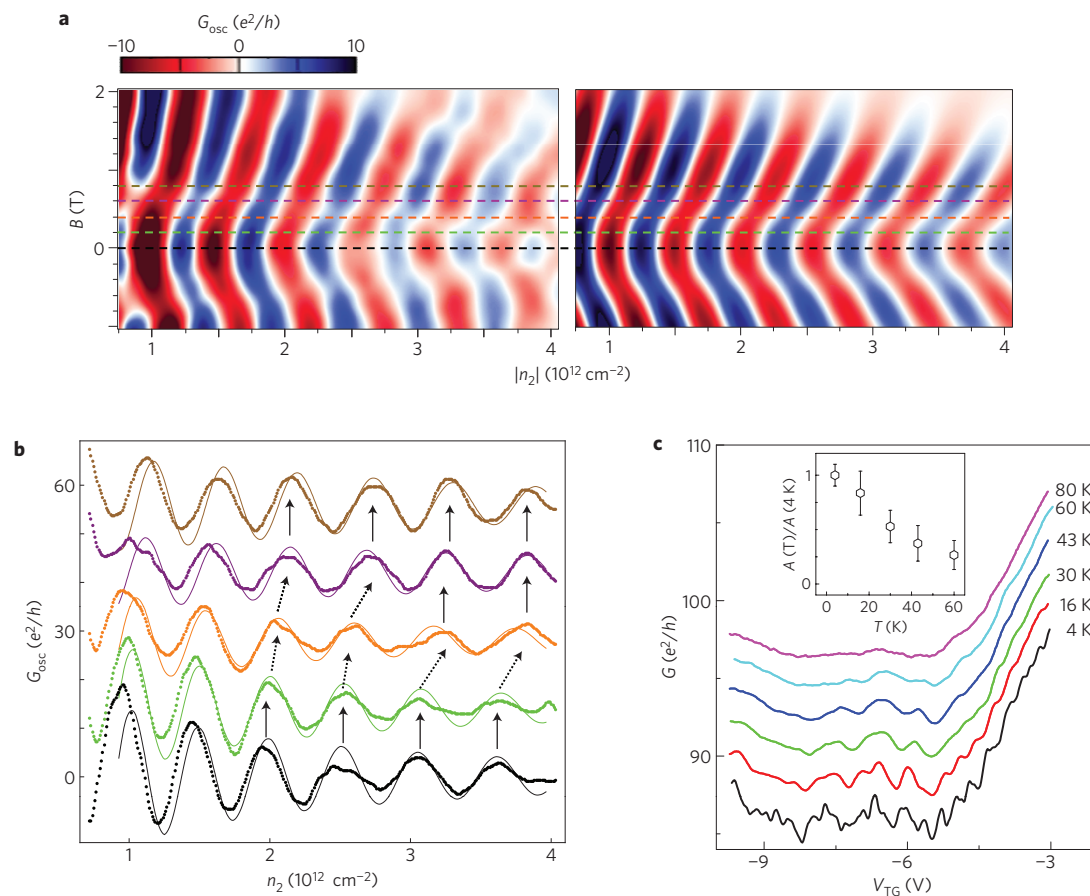 a
G_osc (e²/h)
−10 0 10
2
0
B (T)
1 2 3 4 1 2 3 4
|n₂| (10¹² cm⁻²)
b
60
30
0
G_osc (e²/h)
1 2 3 4
n₂ (10¹² cm⁻²)
c
110
100
90
G (e²/h)
1
0
A (T)/A (4 K)
0 20 40 60
T (K)
80 K
60 K
43 K
30 K
16 K
4 K
−9 −6 −3
V_TG (V)